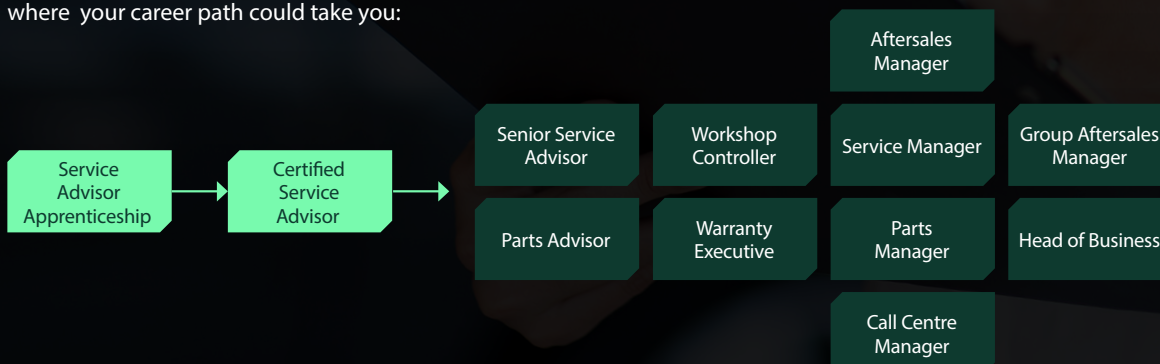 where your career path could take you:
Service
Advisor
Apprenticeship
Certified
Service
Advisor
Senior Service
Advisor
Parts Advisor
Workshop
Controller
Warranty
Executive
Aftersales
Manager
Service Manager
Parts
Manager
Call Centre
Manager
Group Aftersales
Manager
Head of Business